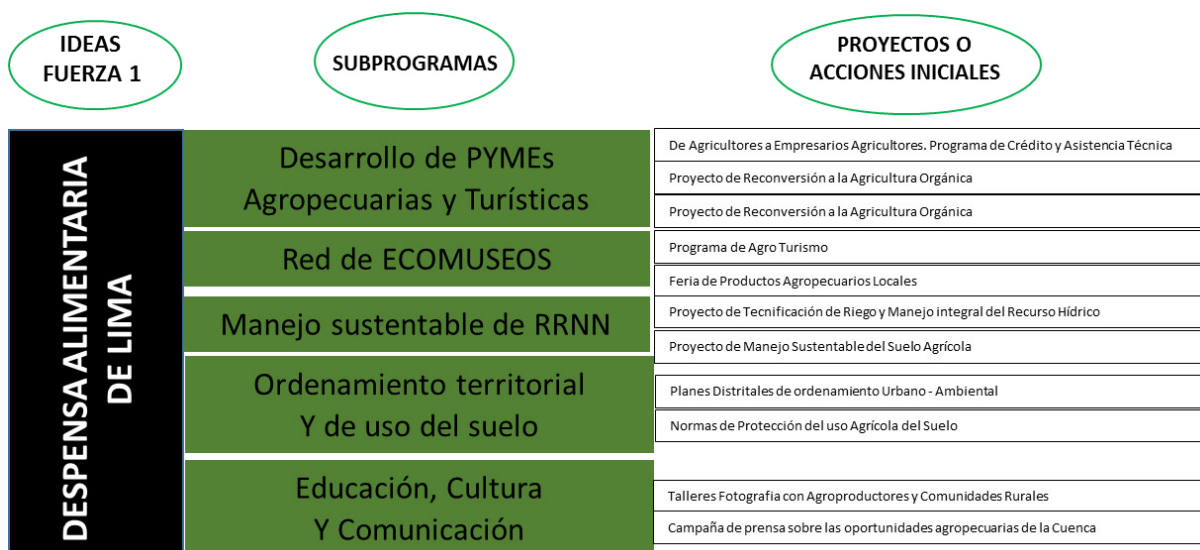 IDEAS
FUERZA 1
SUBPROGRAMAS
PROYECTOS O
ACCIONES INICIALES
DESPENSA ALIMENTARIA
DE LIMA
Desarrollo de PYMEs
Agropecuarias y Turísticas
De Agricultores a Empresarios Agricultores. Programa de Crédito y Asistencia Técnica
Proyecto de Reconversión a la Agricultura Orgánica
Proyecto de Reconversión a la Agricultura Orgánica
Red de ECOMUSEOS
Programa de Agro Turismo
Feria de Productos Agropecuarios Locales
Manejo sustentable de RRNN
Proyecto de Tecnificación de Riego y Manejo integral del Recurso Hídrico
Proyecto de Manejo Sustentable del Suelo Agrícola
Ordenamiento territorial
Y de uso del suelo
Planes Distritales de ordenamiento Urbano - Ambiental
Normas de Protección del uso Agrícola del Suelo
Educación, Cultura
Y Comunicación
Talleres Fotografia con Agroproductores y Comunidades Rurales
Campaña de prensa sobre las oportunidades agropecuarias de la Cuenca